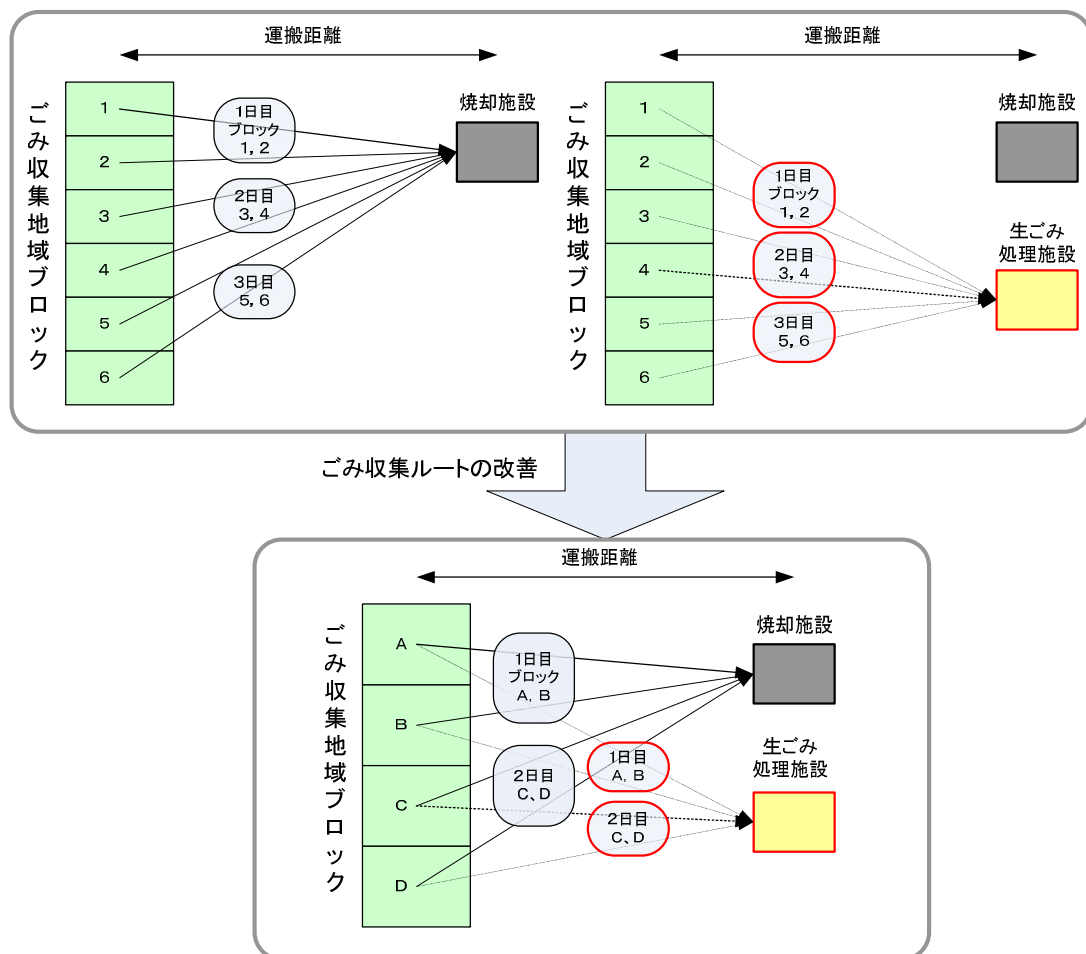 運搬距離
ごみ収集地域ブロック
1
2
3
4
5
6
1日目
ブロック
1, 2
2日目
3, 4
3日目
5, 6
焼却施設
運搬距離
ごみ収集地域ブロック
1
2
3
4
5
6
1日目
ブロック
1, 2
2日目
3, 4
3日目
5, 6
焼却施設
生ごみ
処理施設
ごみ収集ルートの改善
運搬距離
ごみ収集地域ブロック
A
B
C
D
1日目
ブロック
A, B
2日目
C、D
1日目
A, B
2日目
C、D
焼却施設
生ごみ
処理施設